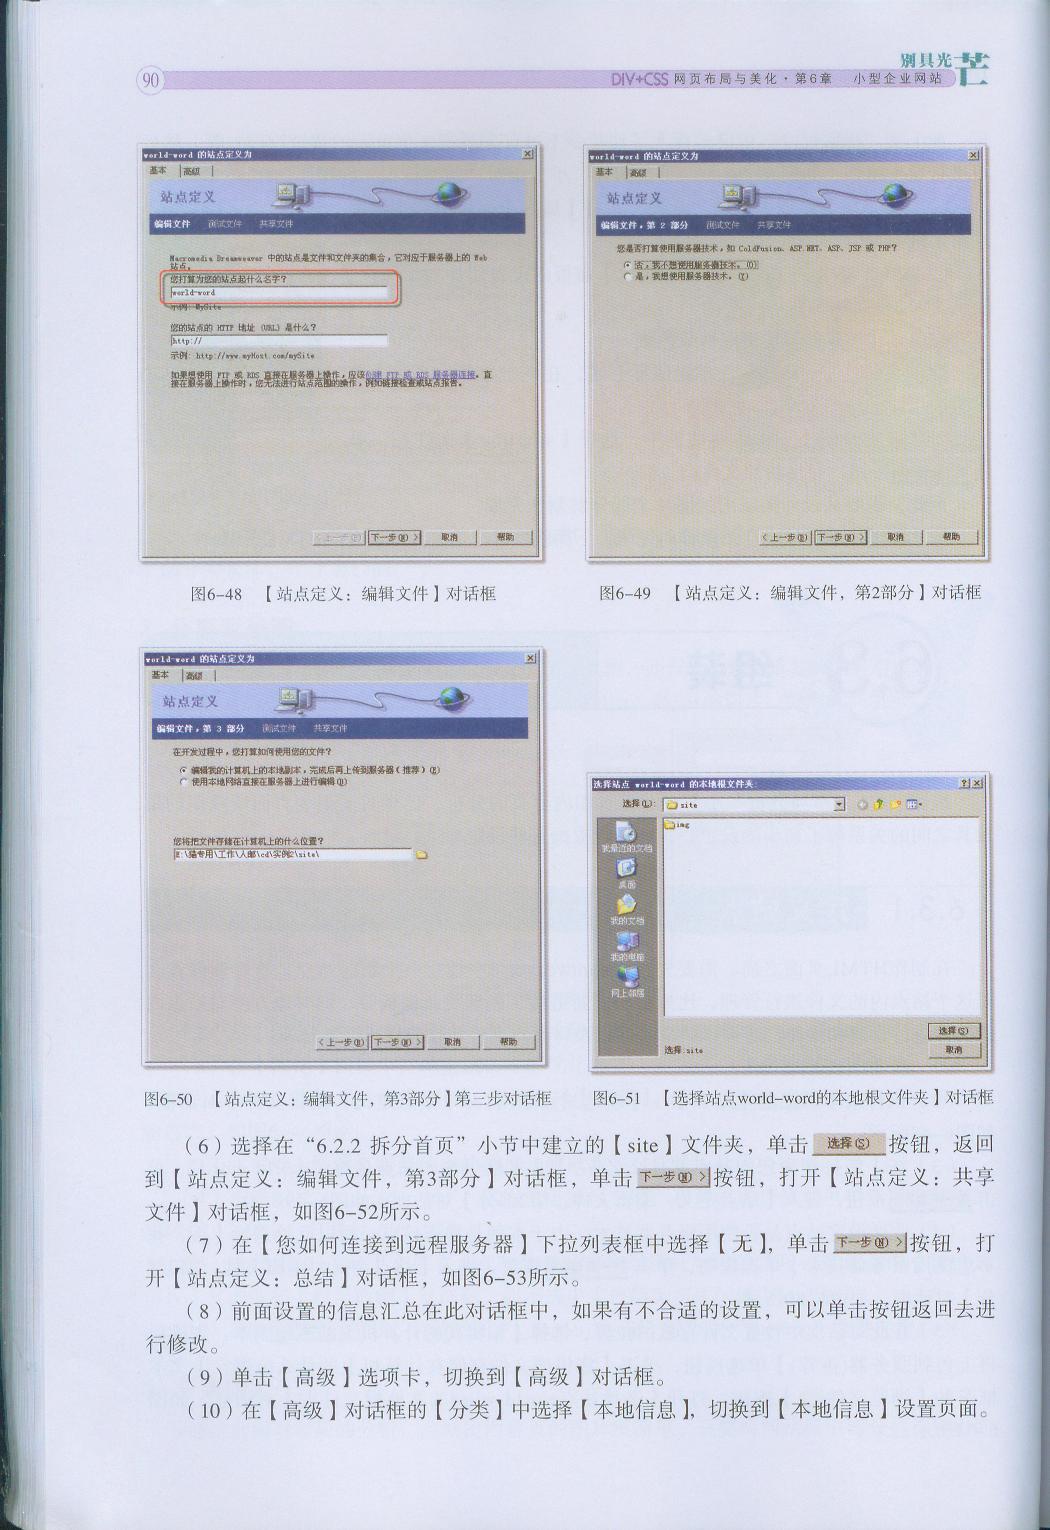 90
别具光芒
DIV+CSS 网页布局与美化·第6章 小型企业网站
world-word 的站点定义为
基本 高级
站点定义
编辑文件 测试文件 共享文件
Macromedia Dreamweaver 中的站点是文件和文件夹的集合，它对应于服务器上的 Web
站点。
您打算为您的站点起什么名字？
world-word
示例：MySite
您的站点的 HTTP 地址 (URL) 是什么？
http://
示例：http://www.myHost.com/mySite
如果想使用 FTP 或 RDS 直接在服务器上操作，应该创建 FTP 或 RDS 服务器连接。直
接在服务器上操作时，您无法进行站点范围的操作，例如链接检查或站点报告。
<上一步(B) 下一步(N) > 取消 帮助
图6-48 【站点定义：编辑文件】对话框
world-word 的站点定义为
基本 高级
站点定义
编辑文件，第 2 部分 测试文件 共享文件
您是否打算使用服务器技术，如 ColdFusion、ASP.NET、ASP、JSP 或 PHP？
否，我不想使用服务器技术。(O)
是，我想使用服务器技术。(Y)
<上一步(B) 下一步(N) > 取消 帮助
图6-49 【站点定义：编辑文件，第2部分】对话框
world-word 的站点定义为
基本 高级
站点定义
编辑文件，第 3 部分 测试文件 共享文件
在开发过程中，您打算如何使用您的文件？
编辑我的计算机上的本地副本，完成后再上传到服务器（推荐）(E)
使用本地网络直接在服务器上进行编辑(D)
您将把文件存储在计算机上的什么位置？
E:\猫专用\工作\人邮\cd\实例2\site\
<上一步(B) 下一步(N) > 取消 帮助
图6-50 【站点定义：编辑文件，第3部分】第三步对话框
选择站点 world-word 的本地根文件夹：
选择(L)： site
img
我最近的文档
桌面
我的文档
我的电脑
网上邻居
选择(S)
选择:site 取消
图6-51 【选择站点world-word的本地根文件夹】对话框
（6）选择在“6.2.2 拆分首页”小节中建立的【site】文件夹，单击 选择(S) 按钮，返回
到【站点定义：编辑文件，第3部分】对话框，单击 下一步(N) > 按钮，打开【站点定义：共享
文件】对话框，如图6-52所示。
（7）在【您如何连接到远程服务器】下拉列表框中选择【无】，单击 下一步(N) > 按钮，打
开【站点定义：总结】对话框，如图6-53所示。
（8）前面设置的信息汇总在此对话框中，如果有不合适的设置，可以单击按钮返回去进
行修改。
（9）单击【高级】选项卡，切换到【高级】对话框。
（10）在【高级】对话框的【分类】中选择【本地信息】，切换到【本地信息】设置页面。